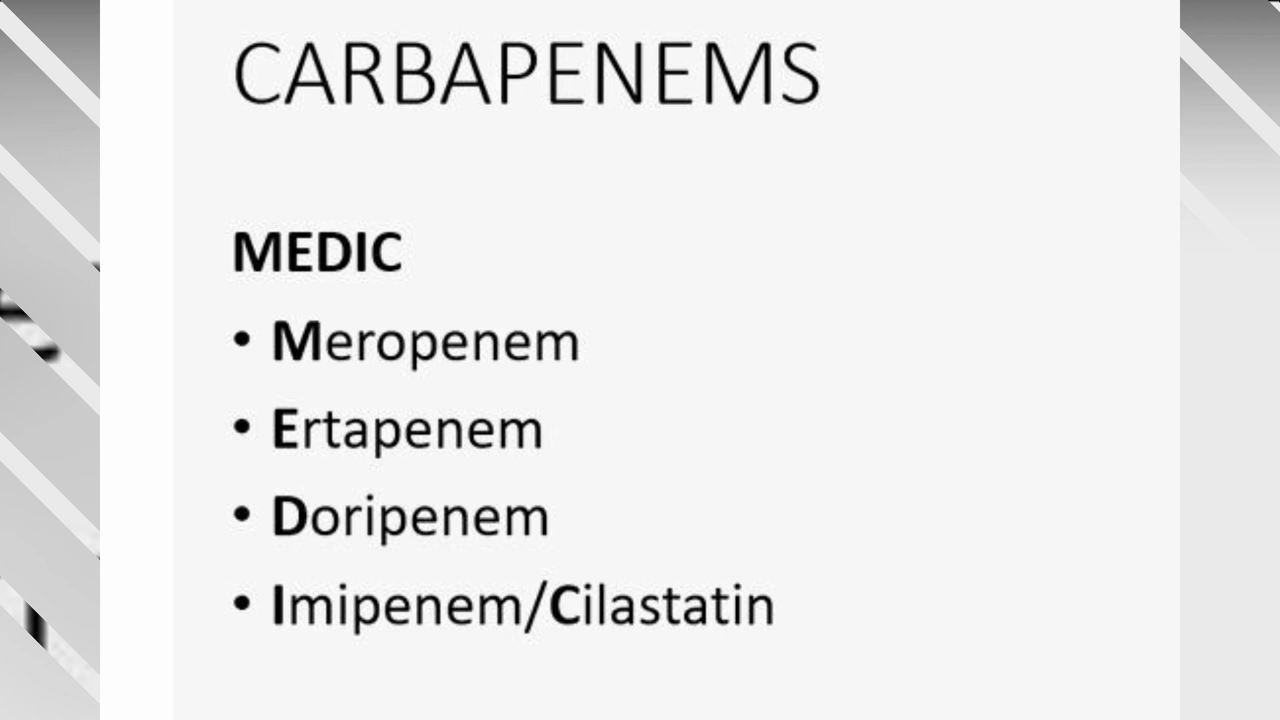 CARBAPENEMS
MEDIC
• Meropenem
• Ertapenem
• Doripenem
• Imipenem/Cilastatin